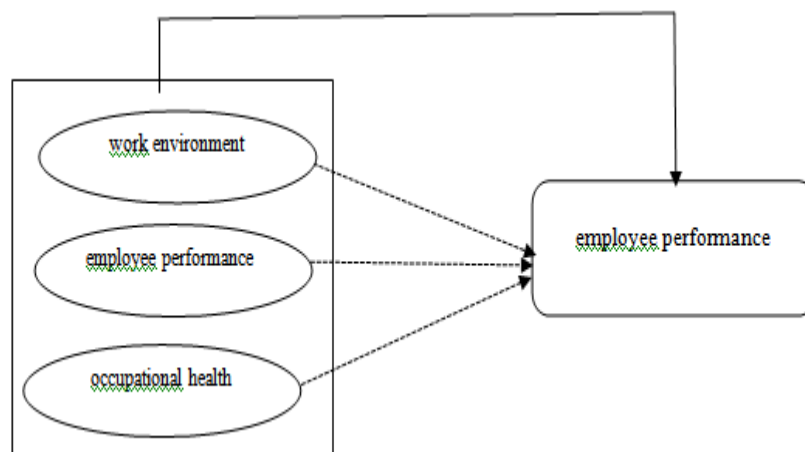 work environment
employee performance
employee performance
occupational health